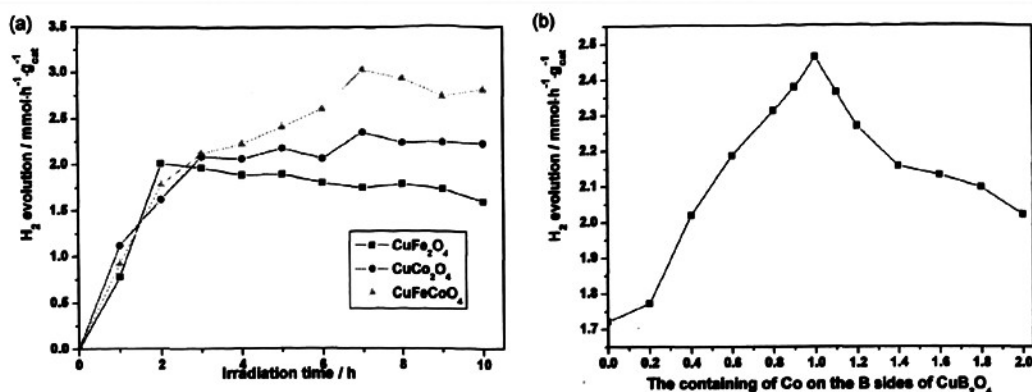 (a)
H₂ evolution / mmol·h⁻¹·g⁻¹cat
3.5
3.0
2.5
2.0
1.5
1.0
0.5
0.0
CuFe₂O₄
CuCo₂O₄
CuFeCoO₄
0 2 4 6 8 10
Irradiation time / h
(b)
H₂ evolution / mmol·h⁻¹·g⁻¹cat
2.5
2.4
2.3
2.2
2.1
2.0
1.9
1.8
1.7
0.0 0.2 0.4 0.6 0.8 1.0 1.2 1.4 1.6 1.8 2.0
The containing of Co on the B sides of CuB₂O₄